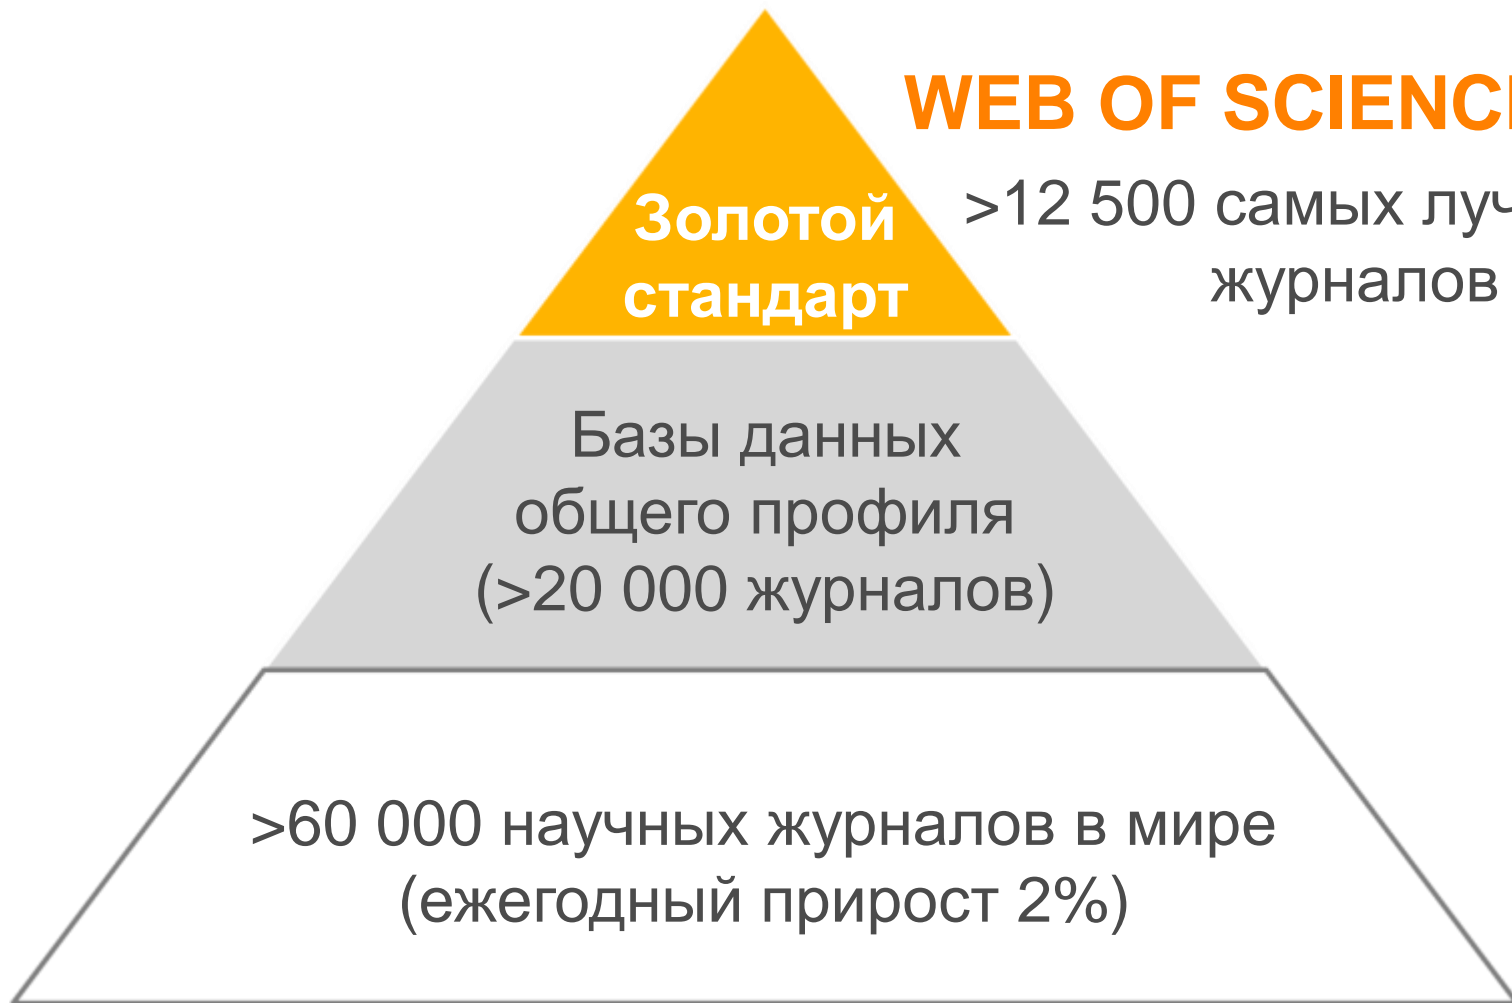 WEB OF SCIENC
>12 500 самых луч
журналов
Золотой
стандарт
Базы данных
общего профиля
(>20 000 журналов)
>60 000 научных журналов в мире
(ежегодный прирост 2%)